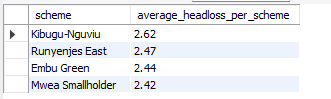 scheme average_headloss_per_scheme
Kibugu-Nguviu 2.62
Runyenjes East 2.47
Embu Green 2.44
Mwea Smallholder 2.42